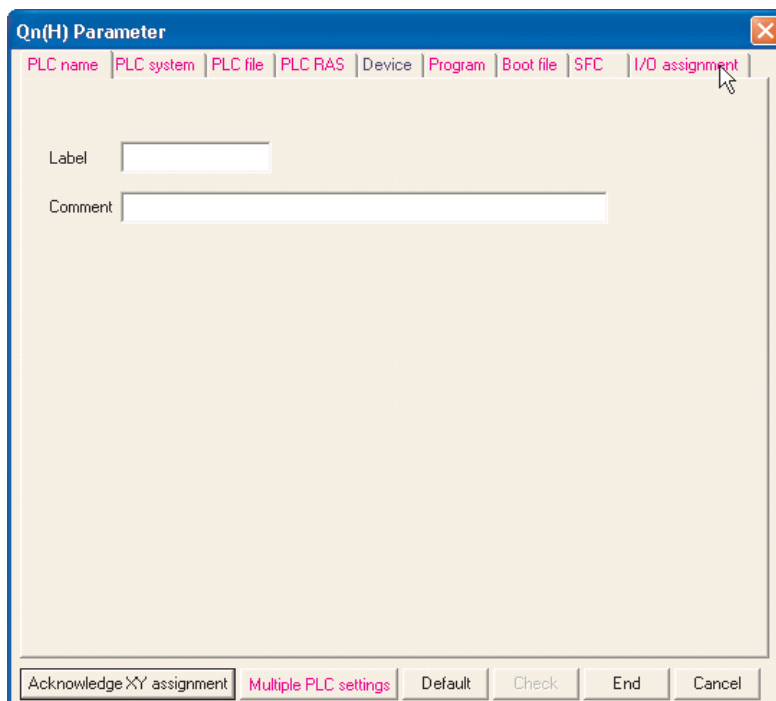 Qn(H) Parameter
PLC name PLC system PLC file PLC RAS Device Program Boot file SFC I/O assignment
Label
Comment
Acknowledge XY assignment Multiple PLC settings Default Check End Cancel